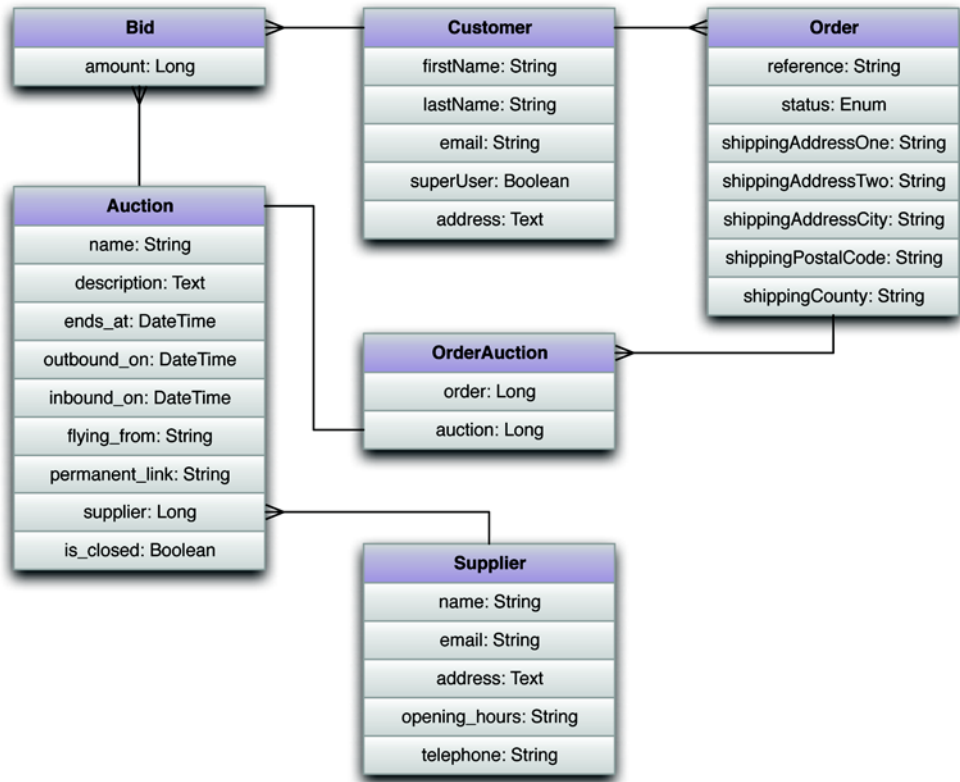 Bid
amount: Long
Customer
firstName: String
lastName: String
email: String
superUser: Boolean
address: Text
Order
reference: String
status: Enum
shippingAddressOne: String
shippingAddressTwo: String
shippingAddressCity: String
shippingPostalCode: String
shippingCounty: String
Auction
name: String
description: Text
ends_at: DateTime
outbound_on: DateTime
inbound_on: DateTime
flying_from: String
permanent_link: String
supplier: Long
is_closed: Boolean
OrderAuction
order: Long
auction: Long
Supplier
name: String
email: String
address: Text
opening_hours: String
telephone: String